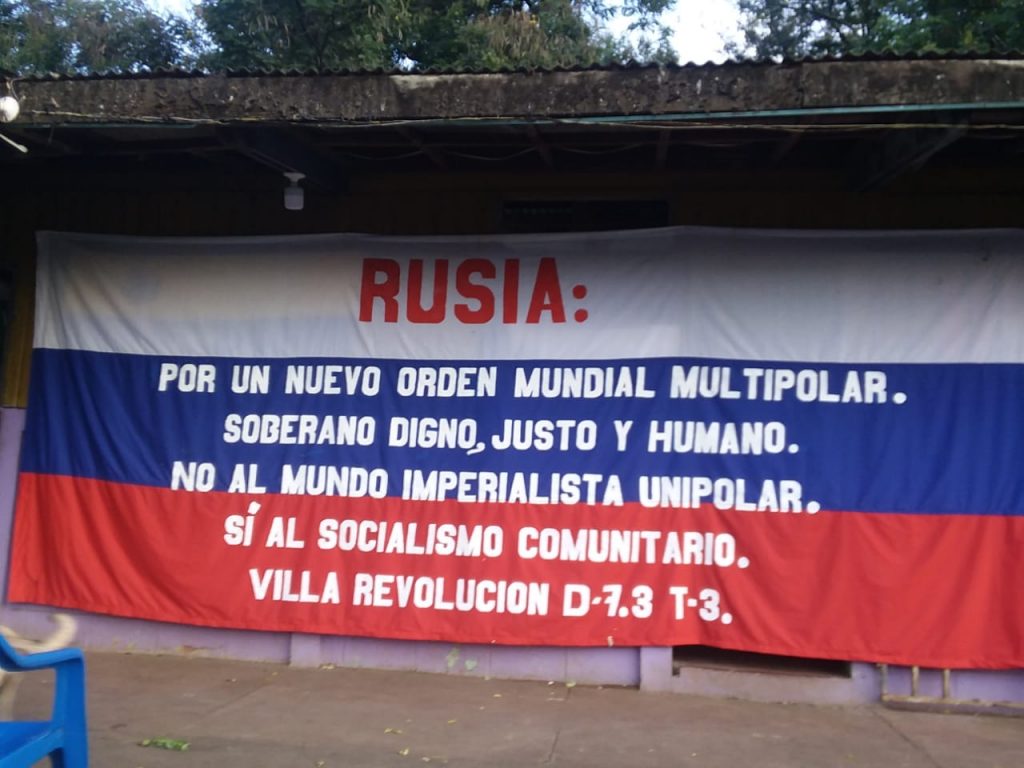 RUSIA:
POR UN NUEVO ORDEN MUNDIAL MULTIPOLAR.
SOBERANO DIGNO, JUSTO Y HUMANO.
NO AL MUNDO IMPERIALISTA UNIPOLAR.
SÍ AL SOCIALISMO COMUNITARIO.
VILLA REVOLUCION D-7.3 T-3.